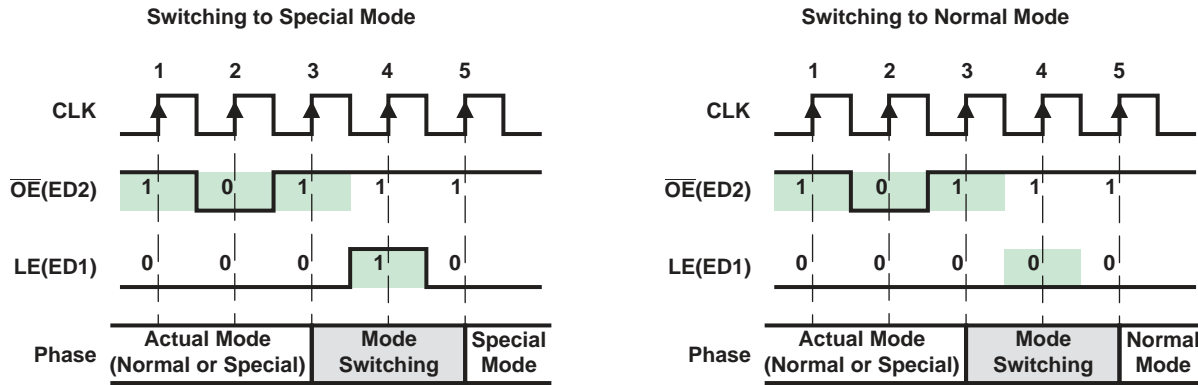 Switching to Special Mode
1 2 3 4 5
CLK
OE(ED2) 1 0 1 1 1
LE(ED1) 0 0 0 1 0
Phase
Actual Mode
(Normal or Special)
Mode
Switching
Special
Mode
Switching to Normal Mode
1 2 3 4 5
CLK
OE(ED2) 1 0 1 1 1
LE(ED1) 0 0 0 0 0
Phase
Actual Mode
(Normal or Special)
Mode
Switching
Normal
Mode